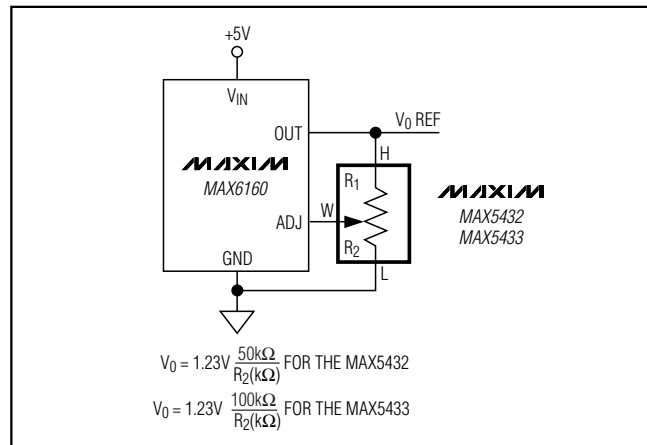 +5V
V_IN
OUT
V_0 REF
H
MAXIM
MAX6160
R_1
MAXIM
W
ADJ
MAX5432
MAX5433
R_2
GND
L
V_0 = 1.23V 50kΩ/R_2(kΩ) FOR THE MAX5432
V_0 = 1.23V 100kΩ/R_2(kΩ) FOR THE MAX5433